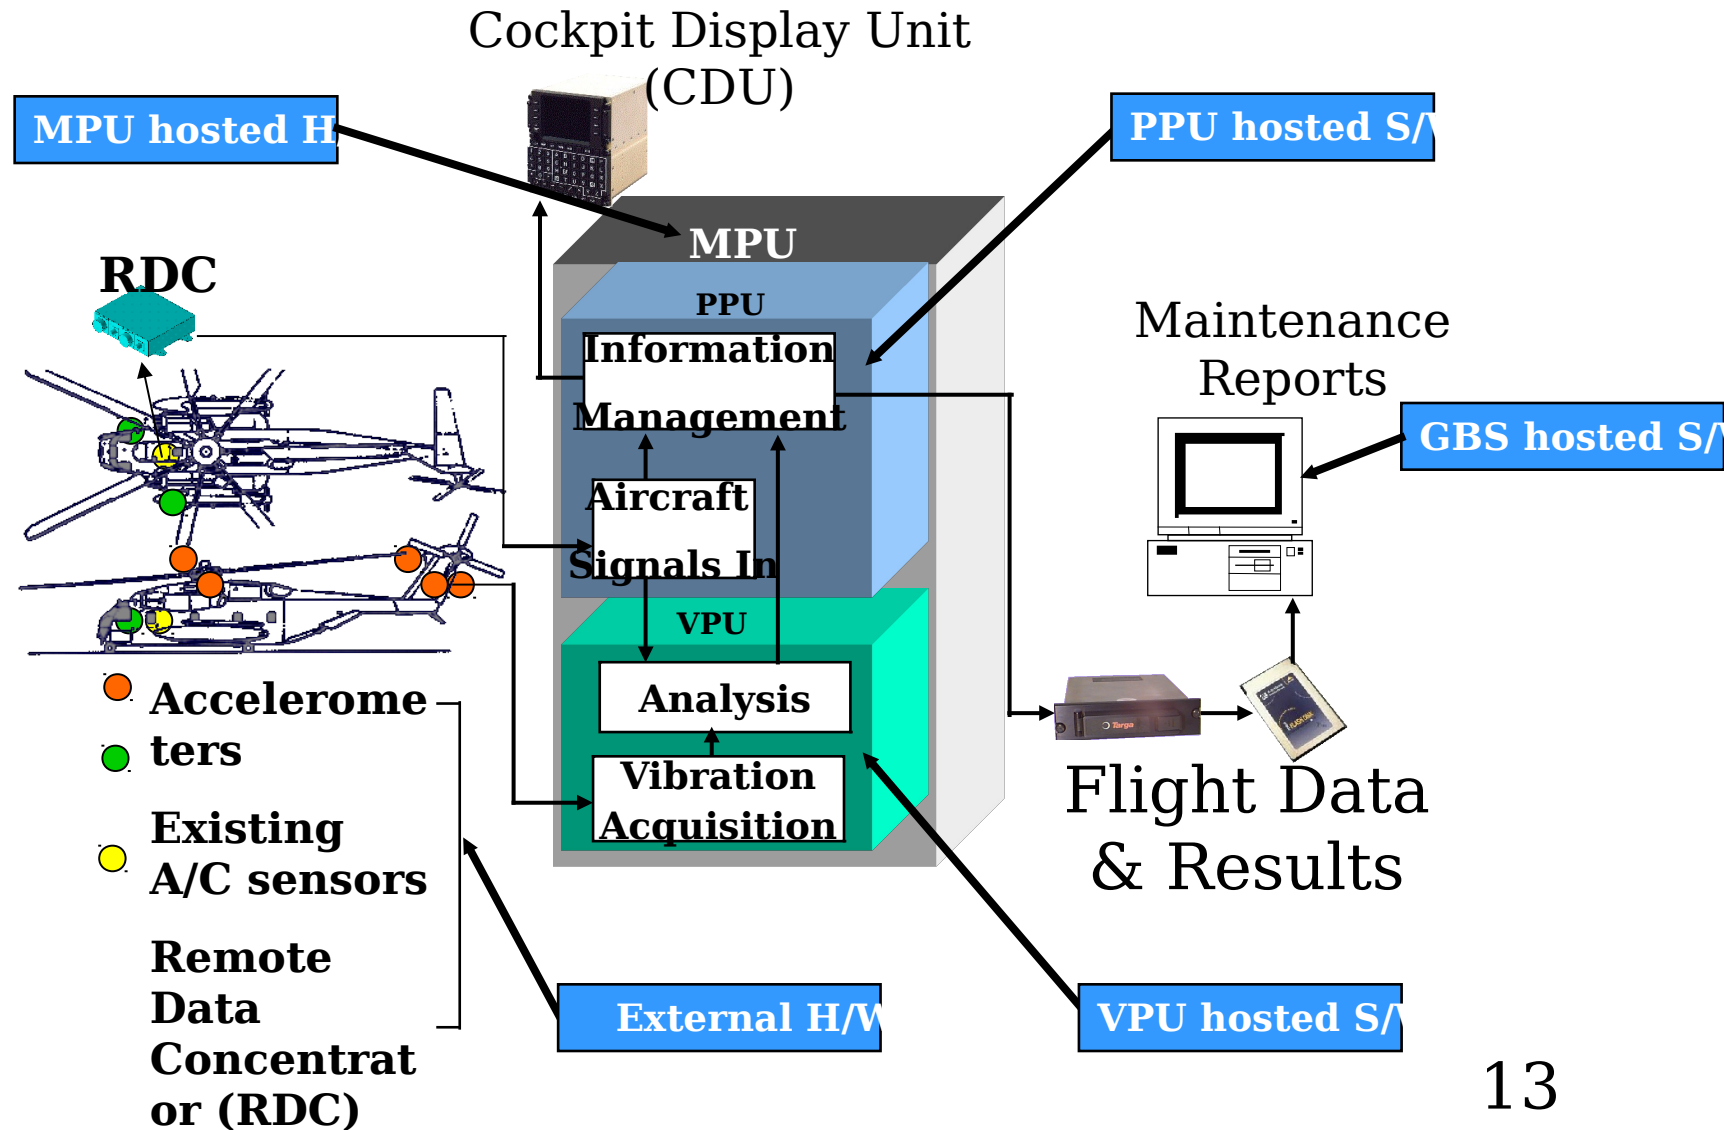 Cockpit Display Unit
(CDU)
MPU hosted H/
PPU hosted S/W
MPU
RDC
PPU
Information
Management
Maintenance
Reports
GBS hosted S/W
Aircraft
Signals In
VPU
Analysis
Accelerome
ters
Vibration
Acquisition
Targa
Flight Data
& Results
Existing
A/C sensors
Remote
Data
Concentrat
or (RDC)
External H/W
VPU hosted S/W
13